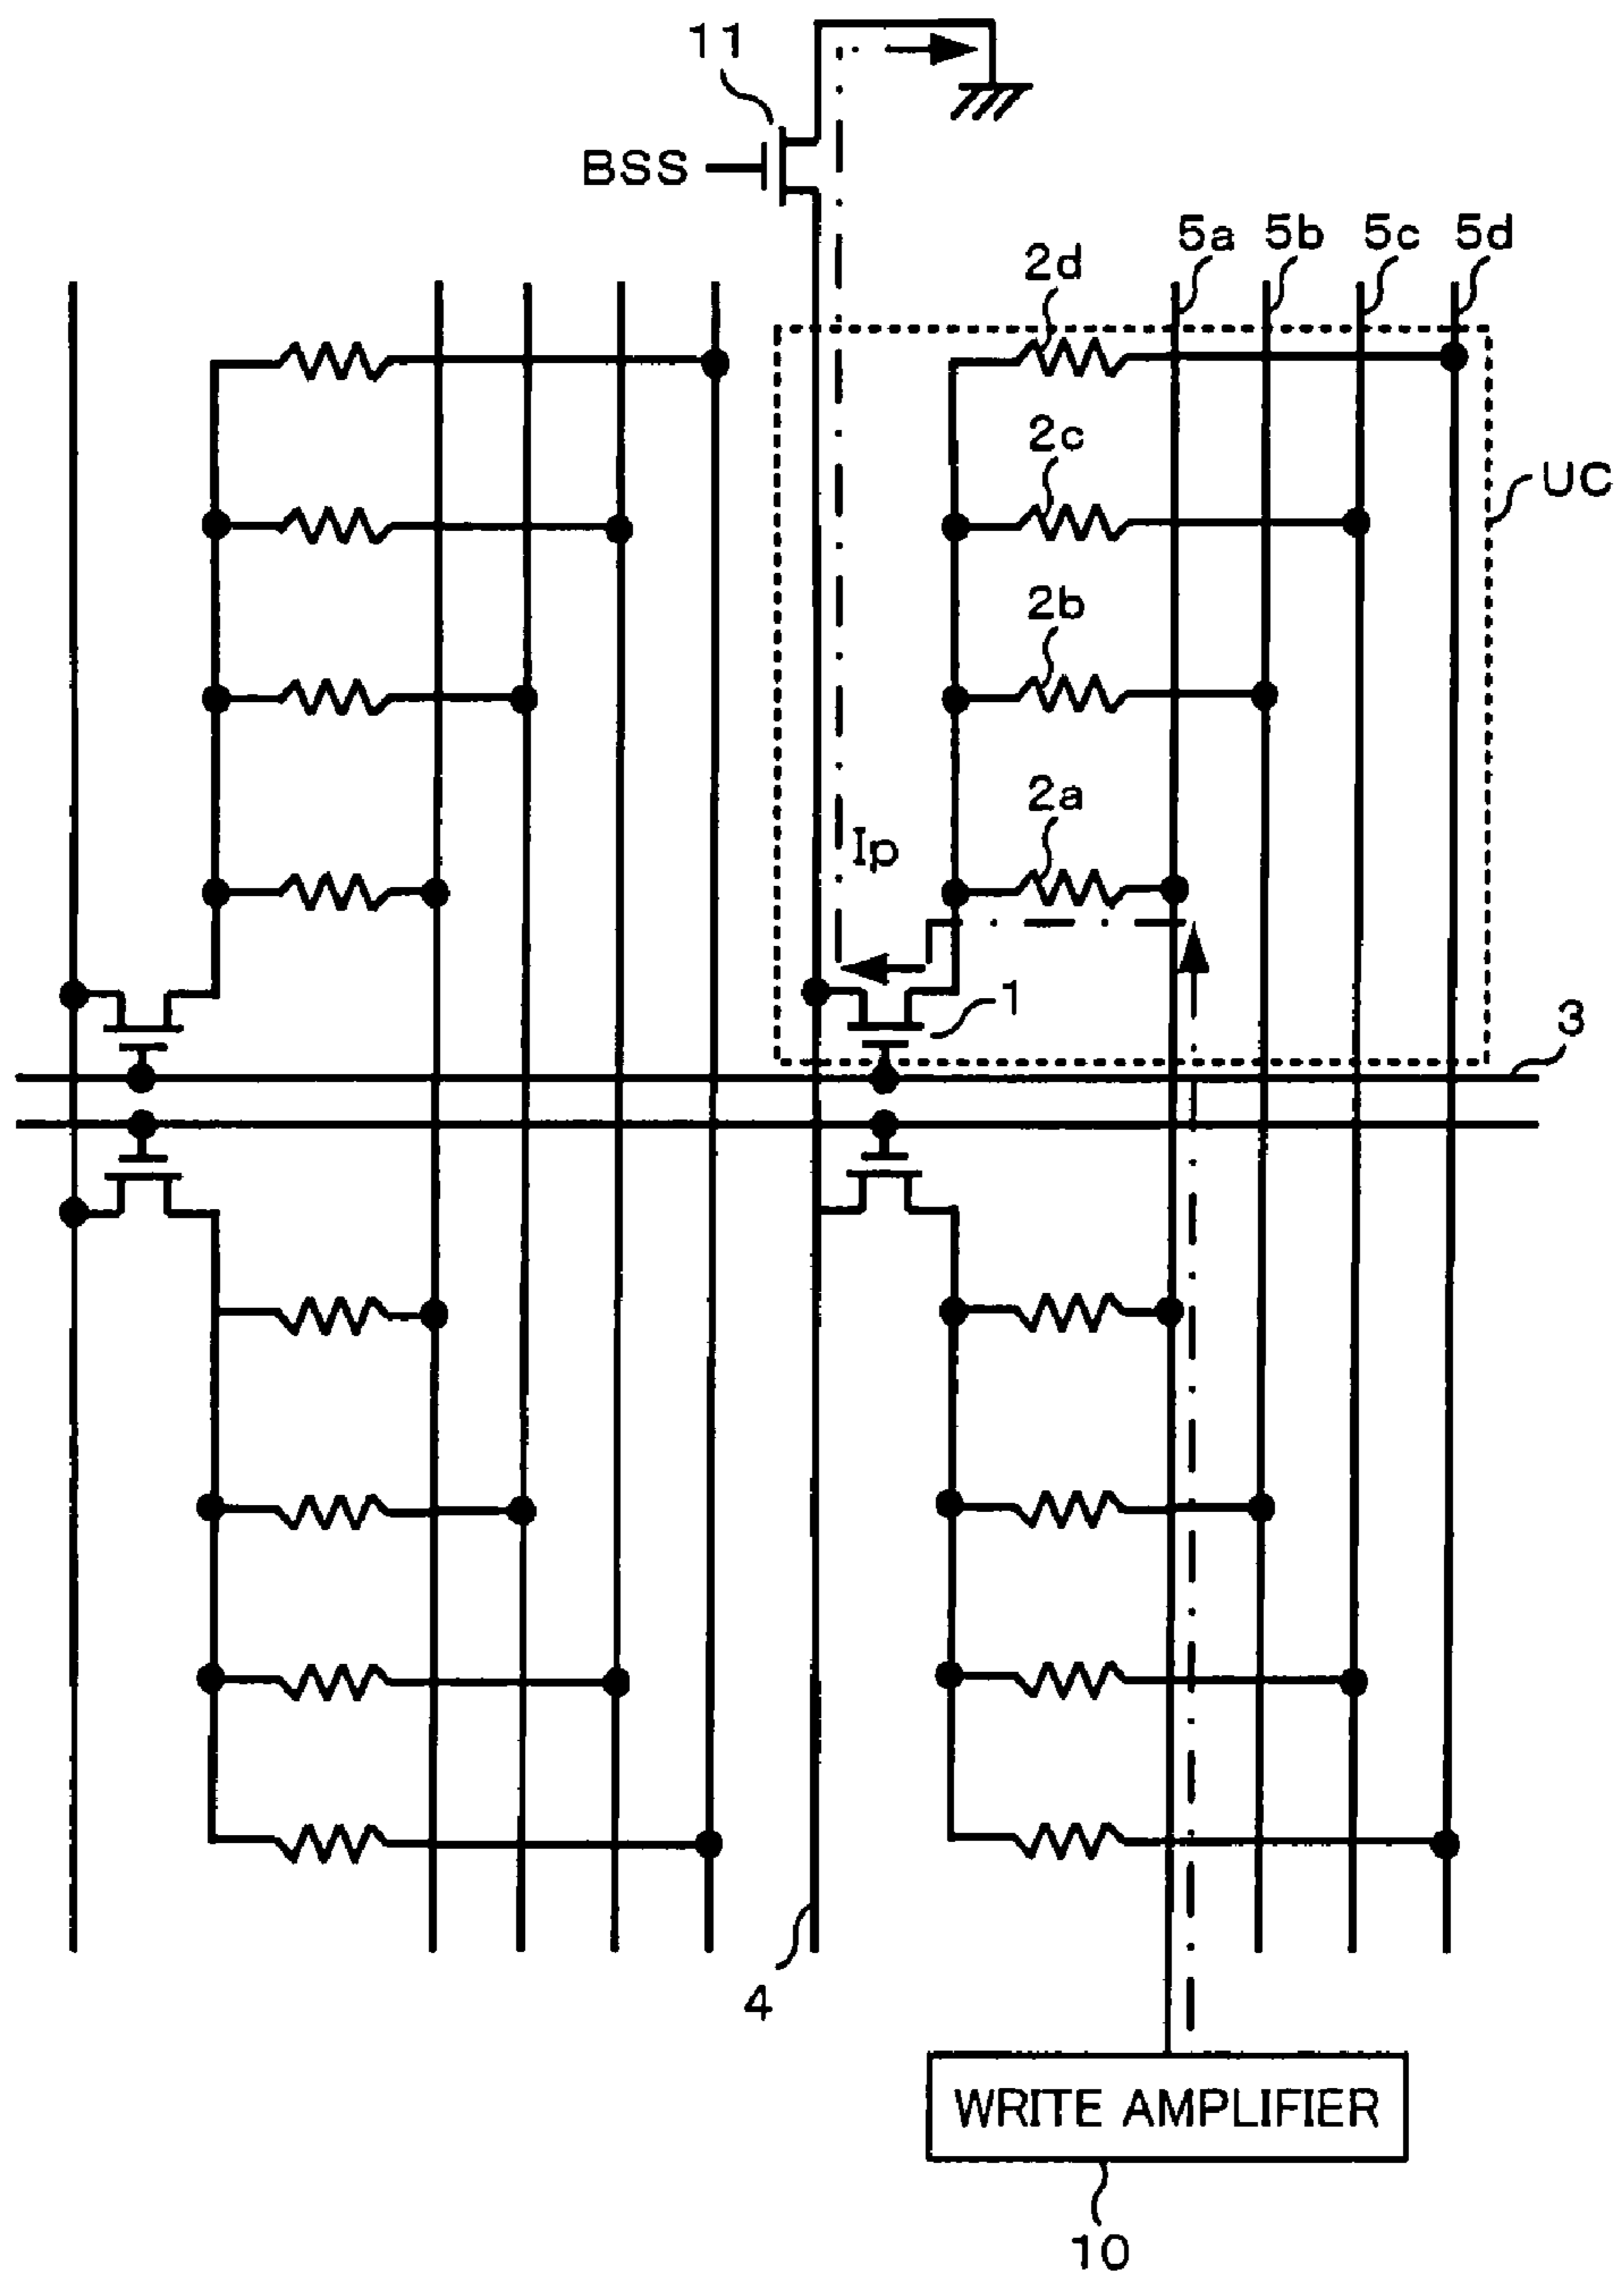 11
BSS
5a 5b 5c 5d
2d
2c
UC
2b
2a
Ip
1
3
4
WRITE AMPLIFIER
10